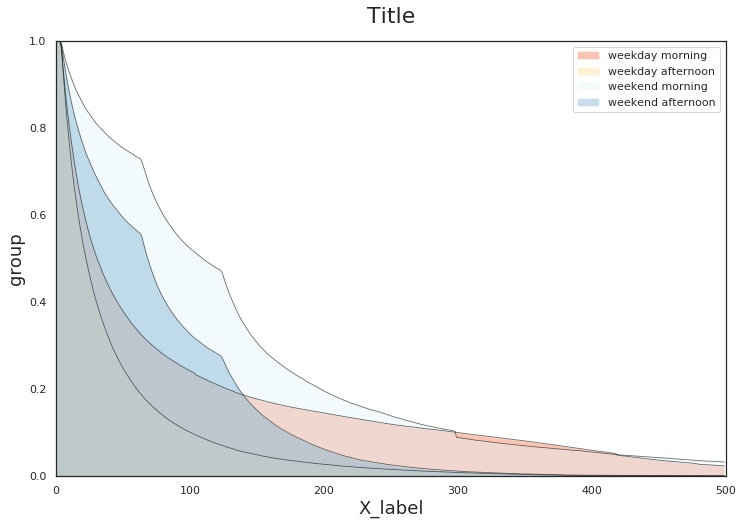 Title
1.0
0.8
0.6
0.4
0.2
0.0
group
weekday morning
weekday afternoon
weekend morning
weekend afternoon
0 100 200 300 400 500
X_label